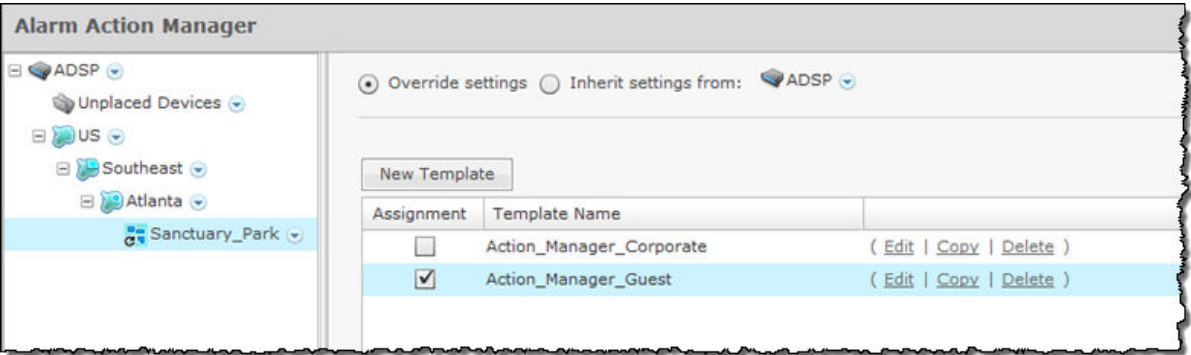 Alarm Action Manager
ADSP
Unplaced Devices
US
Southeast
Atlanta
Sanctuary_Park
Override settings Inherit settings from: ADSP
New Template
Assignment Template Name
Action_Manager_Corporate ( Edit | Copy | Delete )
Action_Manager_Guest ( Edit | Copy | Delete )